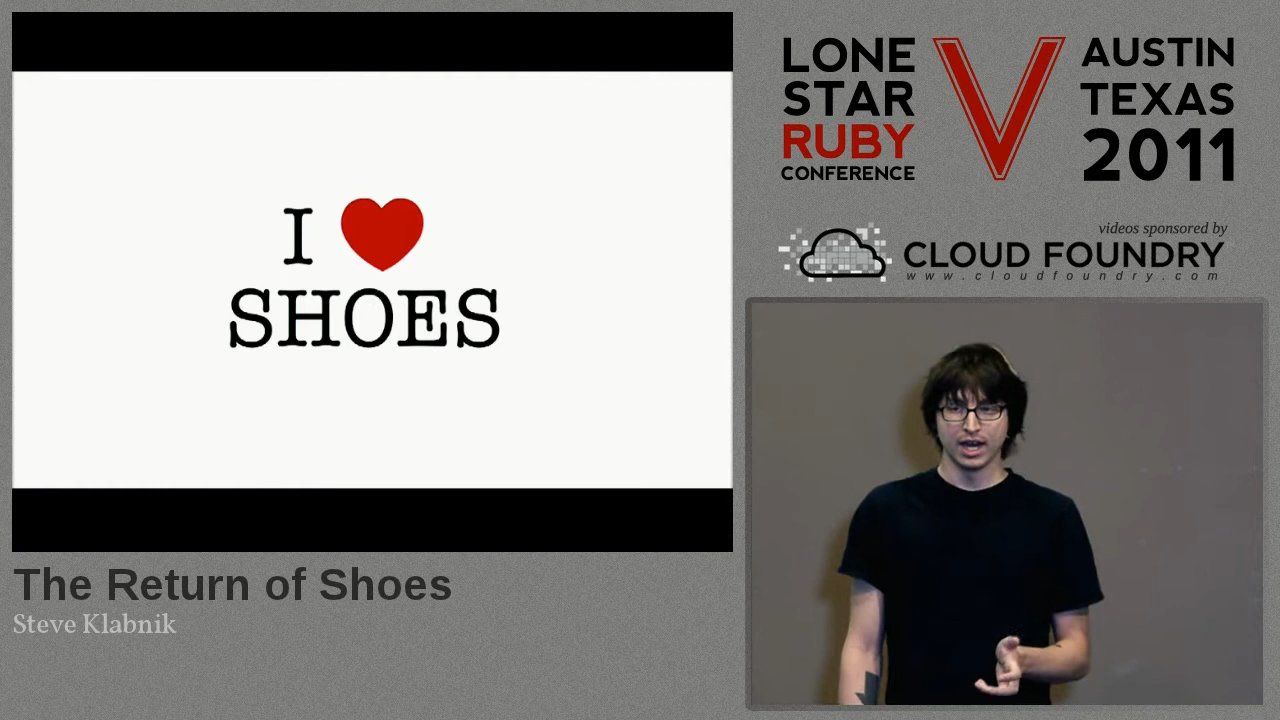 I
SHOES
LONE
STAR
RUBY
CONFERENCE
V
AUSTIN
TEXAS
2011
videos sponsored by
CLOUD FOUNDRY
www.cloudfoundry.com
The Return of Shoes
Steve Klabnik